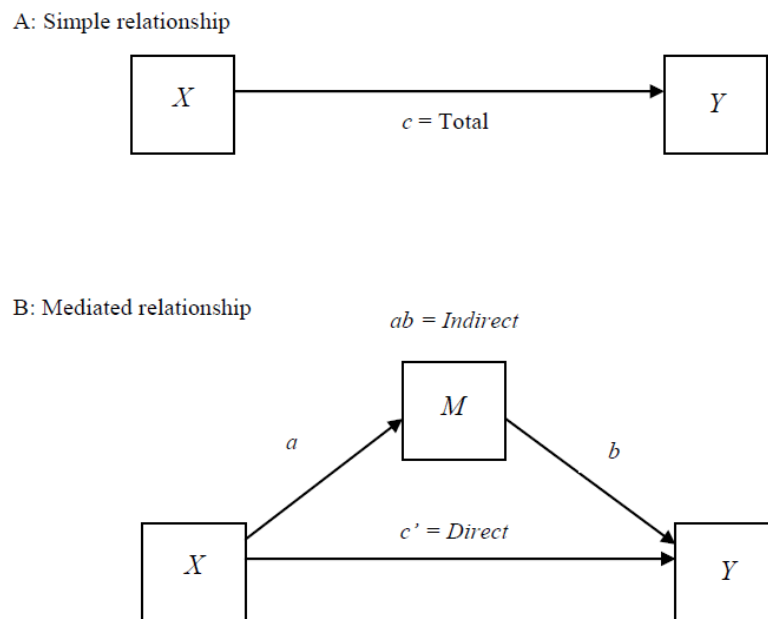 A: Simple relationship
X
Y
c = Total
B: Mediated relationship
ab = Indirect
M
a
b
c’ = Direct
X
Y